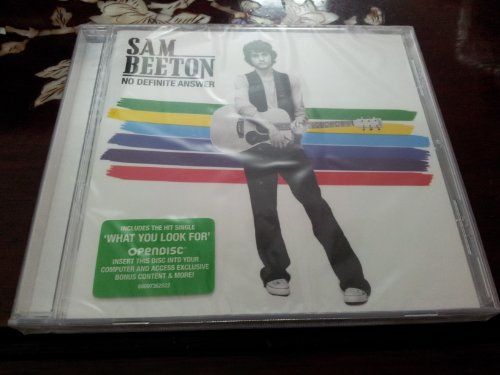 SAM
BEETON
NO DEFINITE ANSWER
INCLUDES THE HIT SINGLE
'WHAT YOU LOOK FOR'
OPENDISC
INSERT THIS DISC INTO YOUR
COMPUTER AND ACCESS EXCLUSIVE
BONUS CONTENT & MORE!